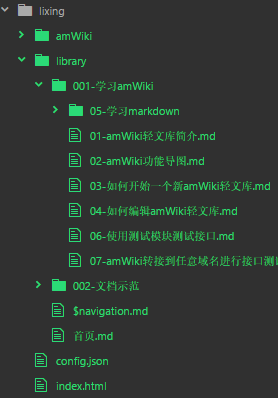 lixing
amWiki
library
001-学习amWiki
05-学习markdown
01-amWiki轻文库简介.md
02-amWiki功能导图.md
03-如何开始一个新amWiki轻文库.md
04-如何编辑amWiki轻文库.md
06-使用测试模块测试接口.md
07-amWiki转接到任意域名进行接口测
002-文档示范
$navigation.md
首页.md
config.json
index.html